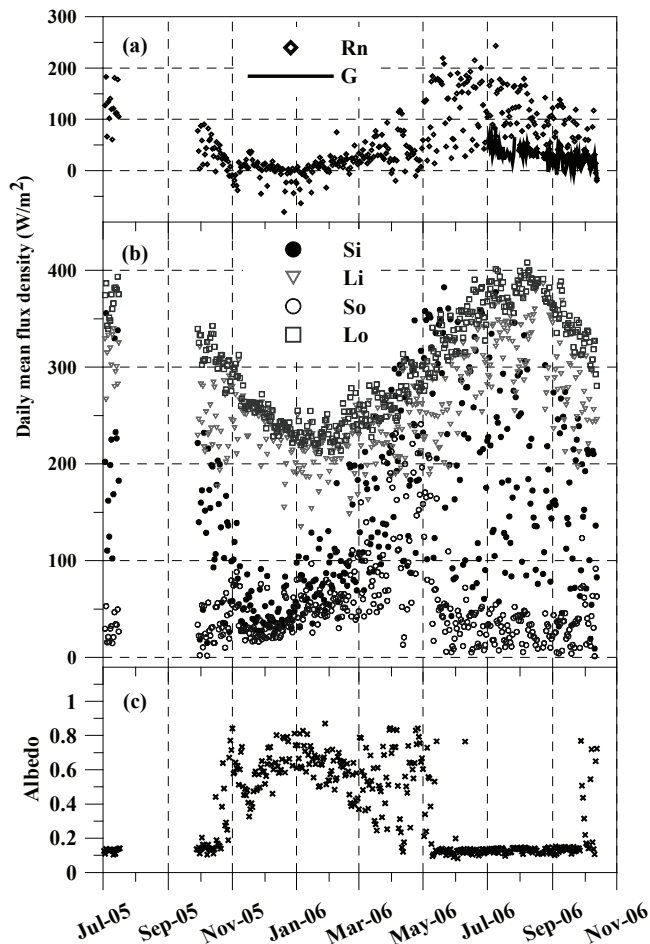 300
(a)
Rn
200
G
100
0
Daily mean flux density (W/m²)
(b)
Si
400
Li
So
Lo
300
200
100
0
(c)
1
0.8
0.6
0.4
0.2
0
Albedo
Jul-05 Sep-05 Nov-05 Jan-06 Mar-06 May-06 Jul-06 Sep-06 Nov-06